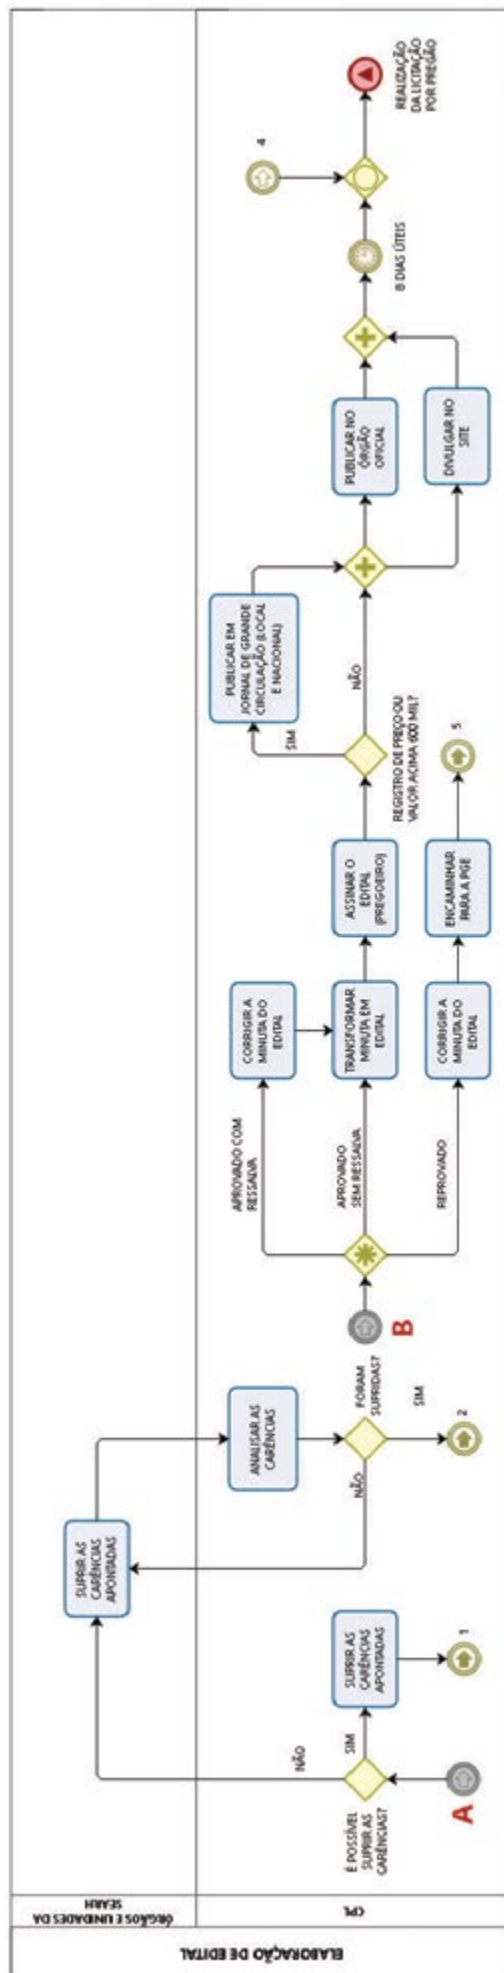 ELABORAÇÃO DE EDITAL
ÓRGÃOS E UNIDADES DA
SEARH
CPL
A
É POSSÍVEL
SUPRIR AS
CARÊNCIAS?
NÃO
SIM
SUPRIR AS
CARÊNCIAS
APONTADAS
1
SUPRIR AS
CARÊNCIAS
APONTADAS
ANALISAR AS
CARÊNCIAS
FORAM
SUPRIDAS?
NÃO
SIM
2
B
APROVADO COM
RESSALVA
APROVADO
SEM RESSALVA
REPROVADO
CORRIGIR A
MINUTA DO
EDITAL
TRANSFORMAR
MINUTA EM
EDITAL
CORRIGIR A
MINUTA DO
EDITAL
ASSINAR O
EDITAL
(PREGOEIRO)
ENCAMINHAR
PARA A PGE
5
REGISTRO DE PREÇO OU
VALOR ACIMA 600 MIL?
SIM
NÃO
PUBLICAR EM
JORNAL DE GRANDE
CIRCULAÇÃO (LOCAL
E NACIONAL)
PUBLICAR NO
ÓRGÃO
OFICIAL
DIVULGAR NO
SITE
8 DIAS ÚTEIS
4
REALIZAÇÃO
DA LICITAÇÃO
POR PREGÃO